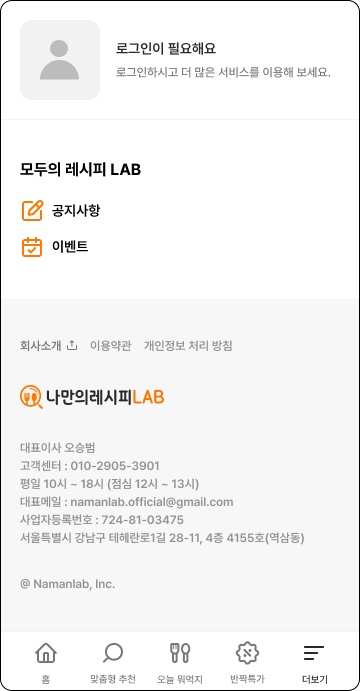 로그인이 필요해요
로그인하시고 더 많은 서비스를 이용해 보세요.
모두의 레시피 LAB
공지사항
이벤트
회사소개 이용약관 개인정보 처리 방침
나만의레시피LAB
대표이사 오승범
고객센터 : 010-2905-3901
평일 10시 ~ 18시 (점심 12시 ~ 13시)
대표메일 : namanlab.official@gmail.com
사업자등록번호 : 724-81-03475
서울특별시 강남구 테헤란로1길 28-11, 4층 4155호(역삼동)
@ Namanlab, Inc.
홈 맞춤형 추천 오늘 뭐먹지 반짝특가 더보기